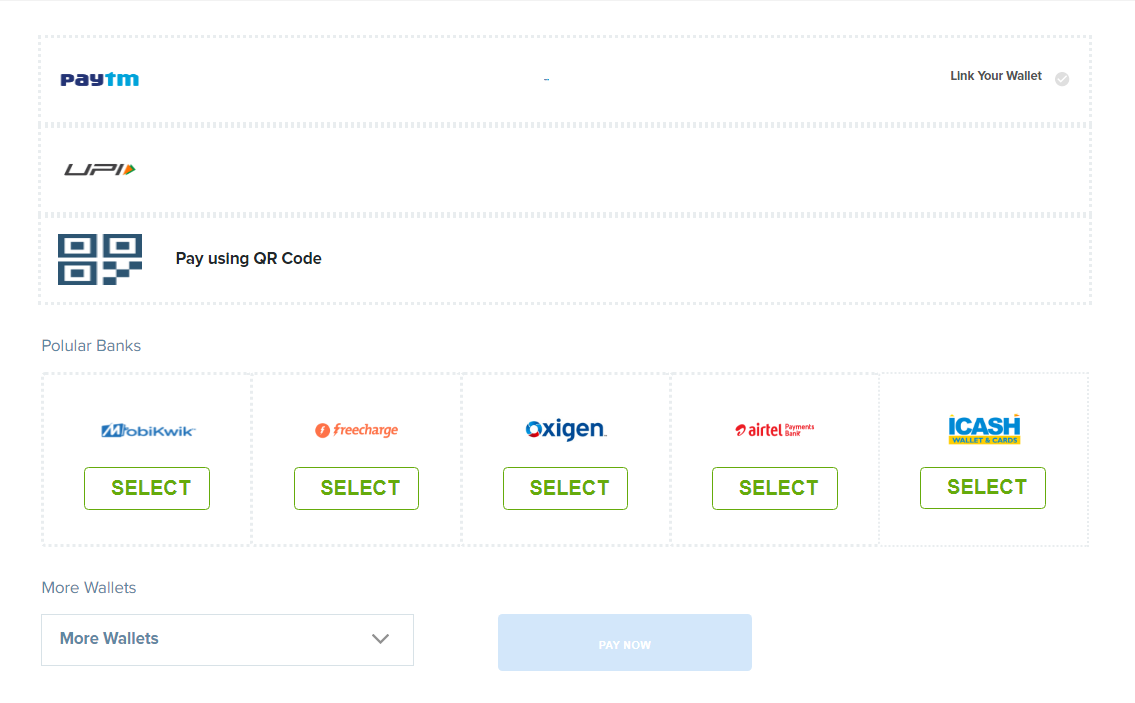 paytm
--
Link Your Wallet
UPI
Pay using QR Code
Polular Banks
MobiKwik
freecharge
oxigen
airtel Payments Bank
iCASH
WALLET & CARDS
SELECT
SELECT
SELECT
SELECT
SELECT
More Wallets
More Wallets
PAY NOW